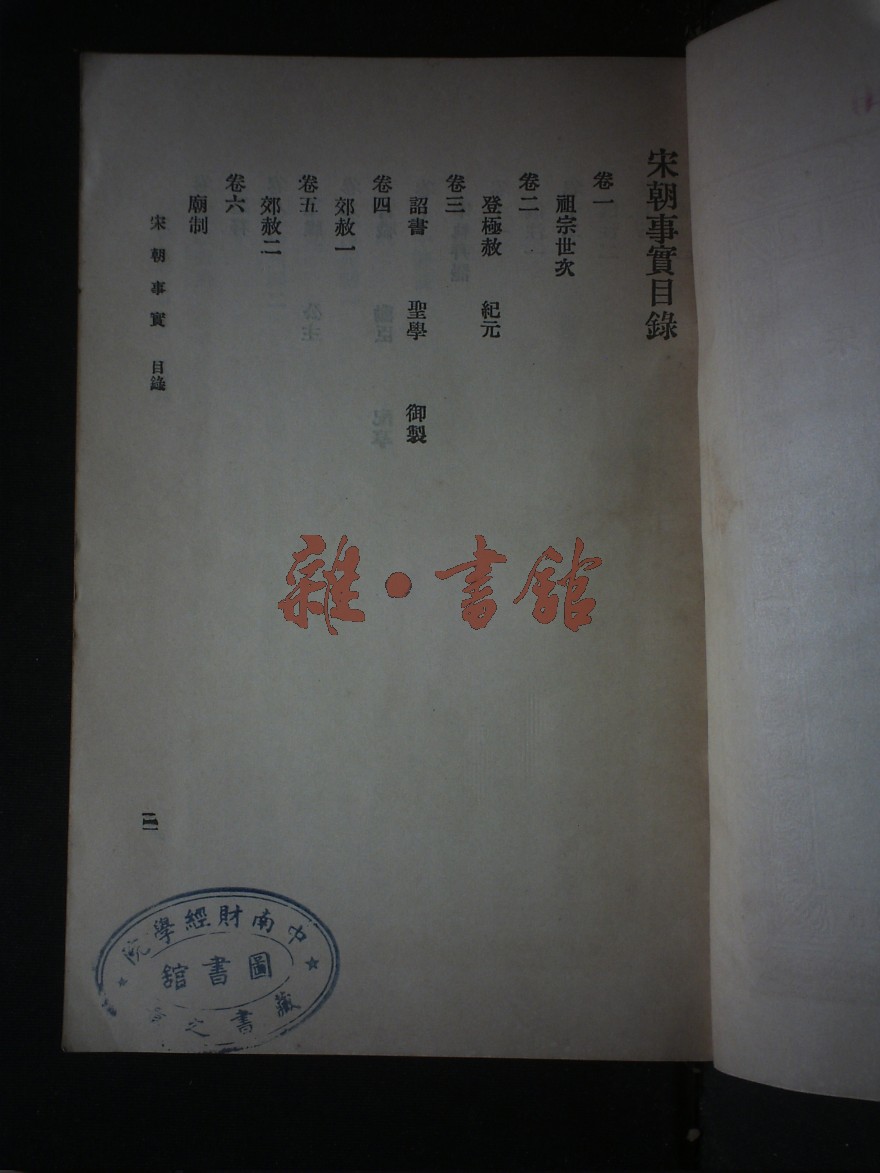 宋朝事實目錄
卷一
祖宗世次
卷二
登極赦 紀元
卷三
詔書 聖學 御製
卷四
郊赦一
卷五
郊赦二
卷六
廟制
宋朝事實 目錄
雜·書館
中南財經學院
圖書館
藏書之